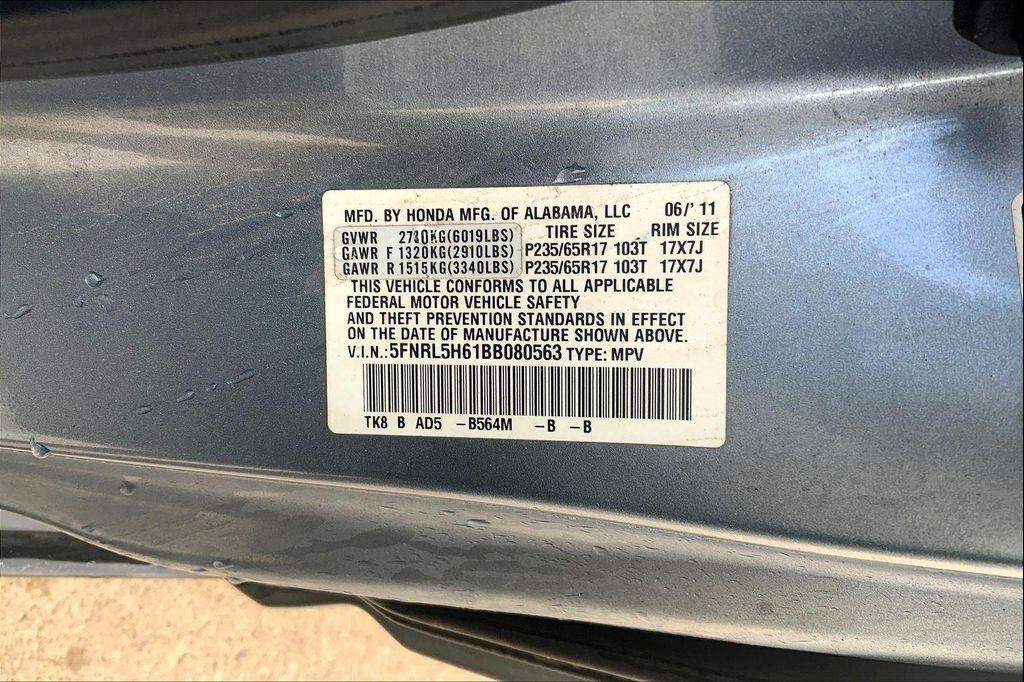 MFD. BY HONDA MFG. OF ALABAMA, LLC 06/'11
TIRE SIZE RIM SIZE
GVWR 2730KG(6019LBS)
GAWR F 1320KG(2910LBS) P235/65R17 103T 17X7J
GAWR R 1515KG(3340LBS) P235/65R17 103T 17X7J
THIS VEHICLE CONFORMS TO ALL APPLICABLE
FEDERAL MOTOR VEHICLE SAFETY
AND THEFT PREVENTION STANDARDS IN EFFECT
ON THE DATE OF MANUFACTURE SHOWN ABOVE.
V.I.N.:5FNRL5H61BB080563 TYPE: MPV
TK8 B AD5 -B564M -B -B